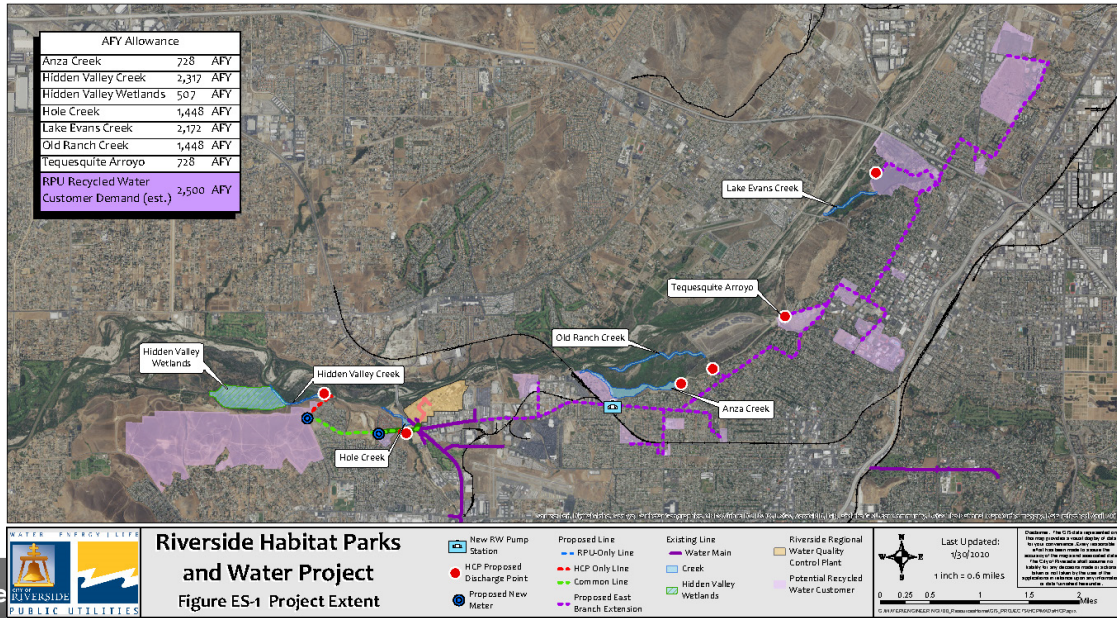 AFY Allowance
Anza Creek 728 AFY
Hidden Valley Creek 2,317 AFY
Hidden Valley Wetlands 507 AFY
Hole Creek 1,448 AFY
Lake Evans Creek 2,172 AFY
Old Ranch Creek 1,448 AFY
Tequesquite Arroyo 728 AFY
RPU Recycled Water
Customer Demand (est.) 2,500 AFY
Lake Evans Creek
Tequesquite Arroyo
Old Ranch Creek
Hidden Valley
Wetlands
Hidden Valley Creek
Anza Creek
Hole Creek
WATER ENERGY LIFE
CITY OF
RIVERSIDE
PUBLIC UTILITIES
Riverside Habitat Parks
and Water Project
Figure ES-1 Project Extent
New RW Pump
Station
HCP Proposed
Discharge Point
Proposed New
Meter
Proposed Line
RPU-Only Line
HCP Only Line
Common Line
Proposed East
Branch Extension
Existing Line
Water Main
Creek
Hidden Valley
Wetlands
Riverside Regional
Water Quality
Control Plant
Potential Recycled
Water Customer
N
W E
S
Last Updated:
1/30/2020
1 inch = 0.6 miles
0 0.25 0.5 1 1.5 2
Miles